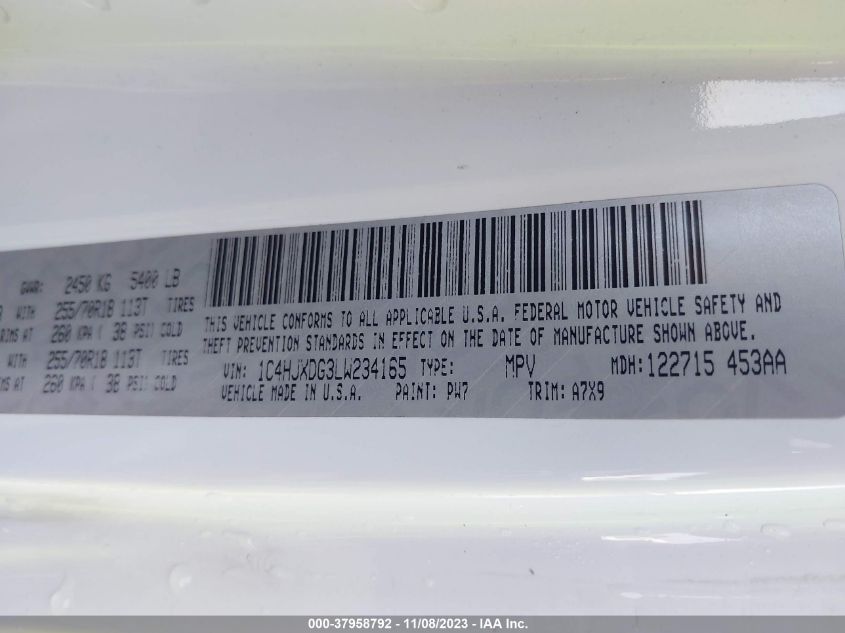 GVWR: 2450 KG 5400 LB
WITH 255/70R18 113T TIRES
RIMS AT 260 KPA ( 38 PSI) COLD
WITH 255/70R18 113T TIRES
RIMS AT 260 KPA ( 38 PSI) COLD
THIS VEHICLE CONFORMS TO ALL APPLICABLE U.S.A. FEDERAL MOTOR VEHICLE SAFETY AND
THEFT PREVENTION STANDARDS IN EFFECT ON THE DATE OF MANUFACTURE SHOWN ABOVE.
VIN: 1C4HJXDG3LW234165 TYPE: MPV MDH: 122715 453AA
VEHICLE MADE IN U.S.A. PAINT: PW7 TRIM: A7X9
000-37958792 - 11/08/2023 - IAA Inc.